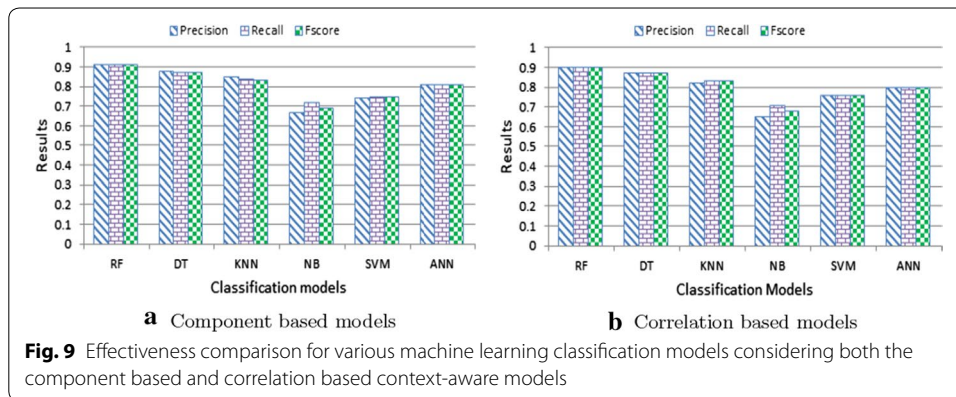 Precision Recall Fscore
1
0.9
0.8
0.7
0.6
0.5
0.4
0.3
0.2
0.1
0
Results
RF DT KNN NB SVM ANN
Classification models
a Component based models
Precision Recall Fscore
1
0.9
0.8
0.7
0.6
0.5
0.4
0.3
0.2
0.1
0
Results
RF DT KNN NB SVM ANN
Classification Models
b Correlation based models
Fig. 9 Effectiveness comparison for various machine learning classification models considering both the
component based and correlation based context-aware models